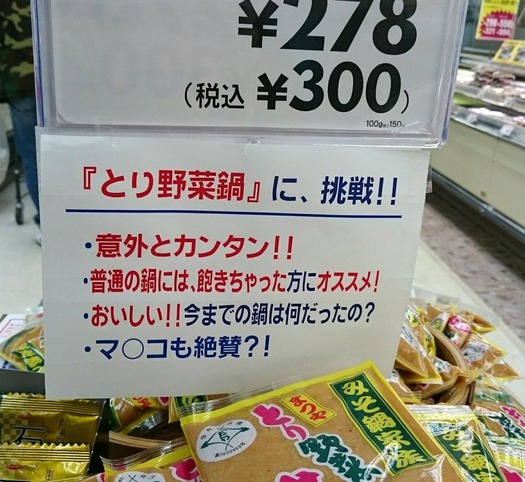 ¥278
(税込 ¥300)
100g当り150円
『とり野菜鍋』に、挑戦!!
・意外とカンタン!!
・普通の鍋には、飽きちゃった方にオススメ!
・おいしい!!今までの鍋は何だったの?
・マ○コも絶賛?!
まつや
とり野菜みそ